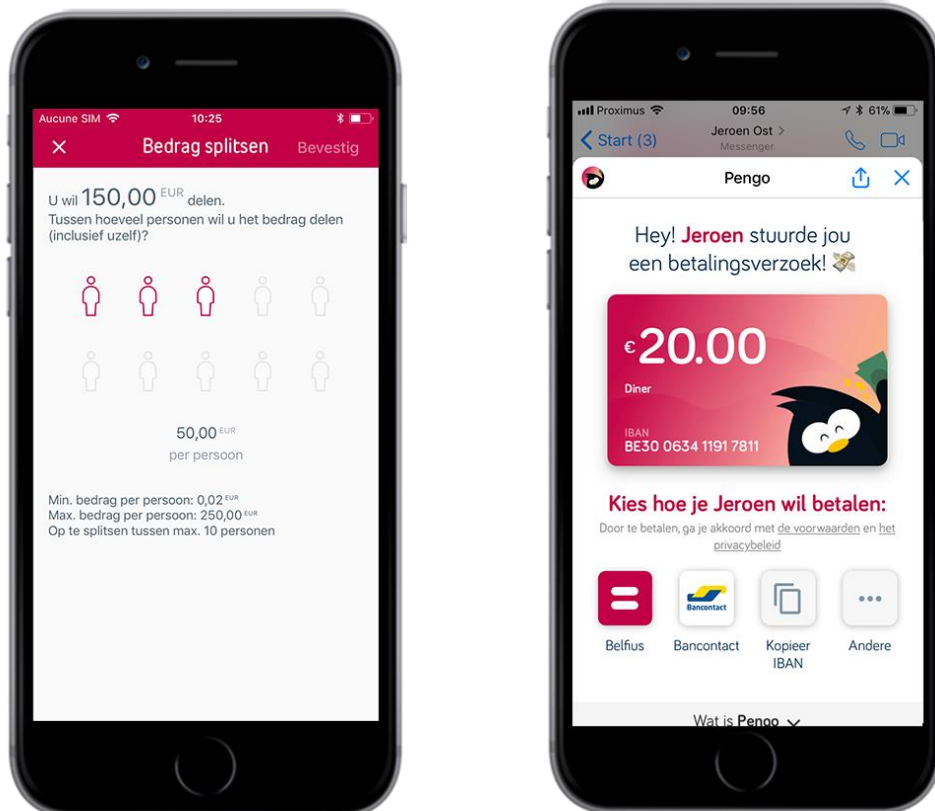 Aucune SIM 10:25
Bedrag splitsen Bevestig
U wil 150,00 EUR delen.
Tussen hoeveel personen wil u het bedrag delen
(inclusief uzelf)?
50,00 EUR
per persoon
Min. bedrag per persoon: 0,02 EUR
Max. bedrag per persoon: 250,00 EUR
Op te splitsen tussen max. 10 personen
Proximus 09:56 61%
Start (3) Jeroen Ost >
Messenger
Pengo
Hey! Jeroen stuurde jou
een betalingsverzoek!
€20.00
Diner
IBAN
BE30 0634 1191 7811
Kies hoe je Jeroen wil betalen:
Door te betalen, ga je akkoord met de voorwaarden en het
privacybeleid
Bancontact
Belfius Bancontact Kopieer Andere
IBAN
Wat is Pengo